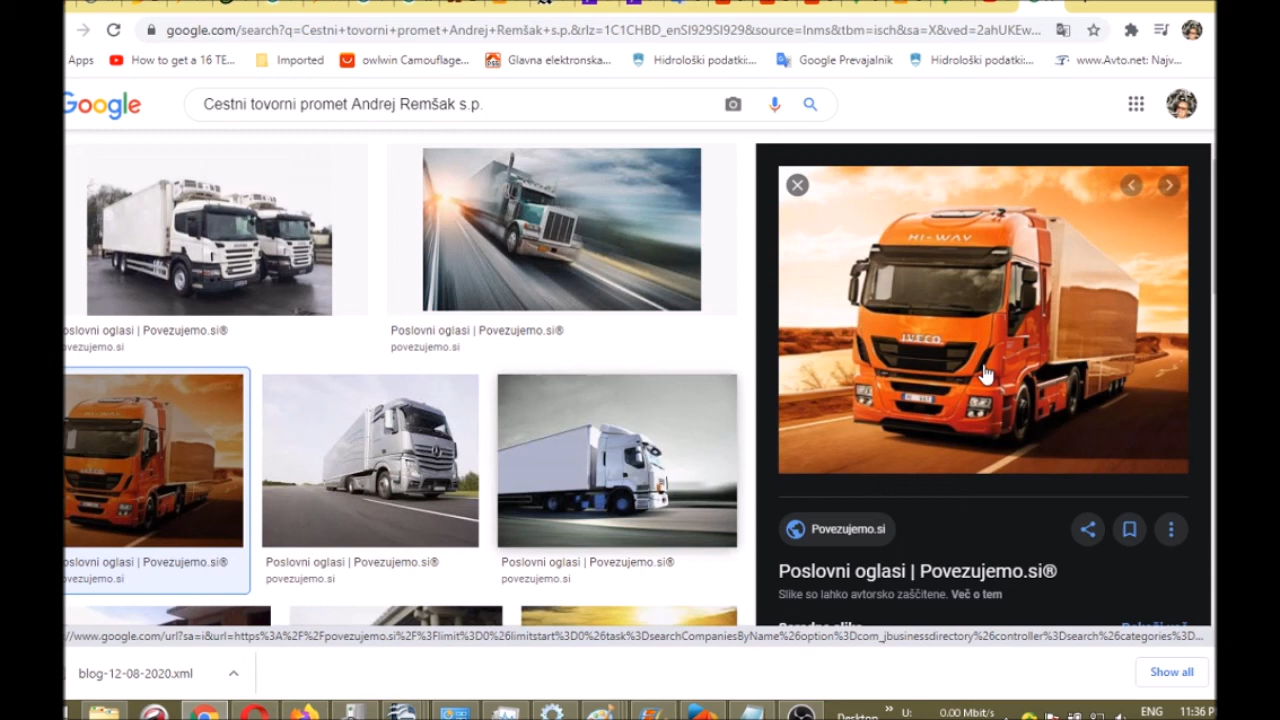 google.com/search?q=Cestni+tovorni+promet+Andrej+Remšak+s.p.&rlz=1C1CHBD_enSI929SI929&source=lnms&tbm=isch&sa=X&ved=2ahUKEw...
Apps How to get a 16 TE... Imported owlwin Camouflage... Glavna elektronska... Hidrološki podatki:... Google Prevajalnik Hidrološki podatki:... www.Avto.net: Najv...
Google Cestni tovorni promet Andrej Remšak s.p.
HI-WAY
IVECO
oslovni oglasi | Povezujemo.si® Poslovni oglasi | Povezujemo.si®
ovezujemo.si povezujemo.si
Povezujemo.si
oslovni oglasi | Povezujemo.si® Poslovni oglasi | Povezujemo.si® Poslovni oglasi | Povezujemo.si®
ovezujemo.si povezujemo.si povezujemo.si
Poslovni oglasi | Povezujemo.si®
Slike so lahko avtorsko zaščitene. Več o tem
//www.google.com/url?sa=i&url=https%3A%2F%2Fpovezujemo.si%2F%3Flimit%3D0%26limitstart%3D0%26task%3DsearchCompaniesByName%26option%3Dcom_jbusinessdirectory%26controller%3Dsearch%26categories%3D...
blog-12-08-2020.xml Show all
Desktop » U: 0.00 Mbit/s ENG 11:36 P